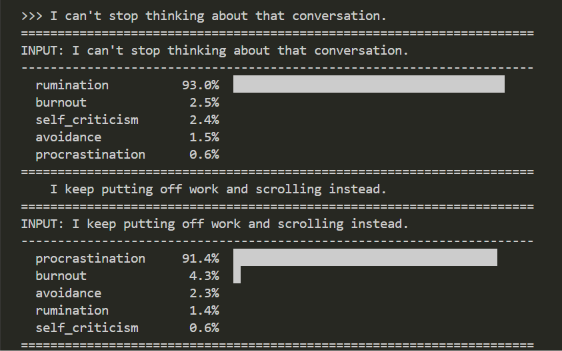 >>> I can't stop thinking about that conversation.
======================================================================
INPUT: I can't stop thinking about that conversation.
----------------------------------------------------------------------
  rumination        93.0%
  burnout            2.5%
  self_criticism     2.4%
  avoidance          1.5%
  procrastination    0.6%
======================================================================
    I keep putting off work and scrolling instead.
======================================================================
INPUT: I keep putting off work and scrolling instead.
----------------------------------------------------------------------
  procrastination   91.4%
  burnout            4.3%
  avoidance          2.3%
  rumination         1.4%
  self_criticism     0.6%
======================================================================